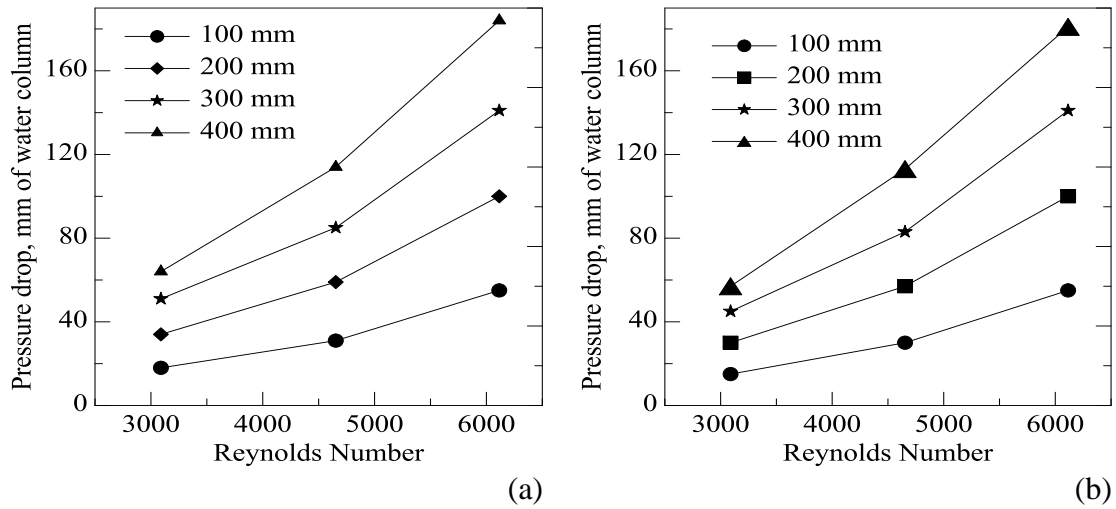 Pressure drop, mm of water column
160
120
80
40
0
100 mm
200 mm
300 mm
400 mm
3000 4000 5000 6000
Reynolds Number
(a)
Pressure drop, mm of water column
160
120
80
40
0
100 mm
200 mm
300 mm
400 mm
3000 4000 5000 6000
Reynolds Number
(b)